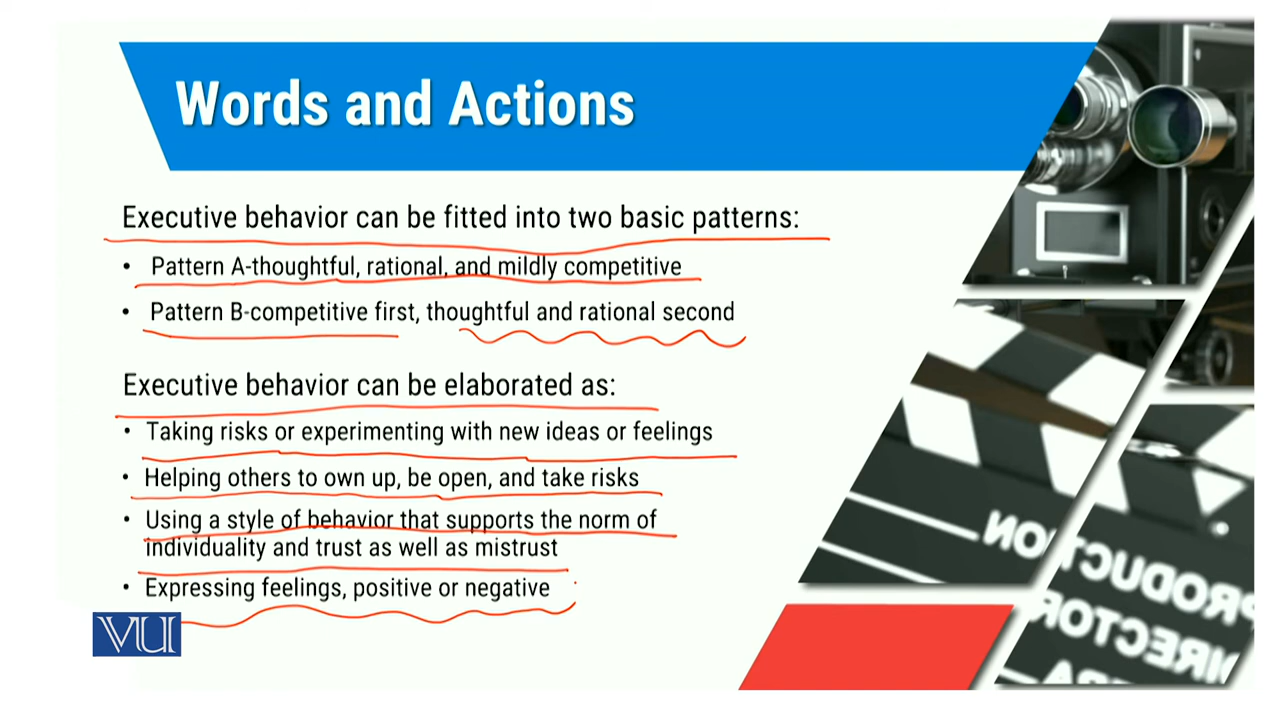 Words and Actions
Executive behavior can be fitted into two basic patterns:
• Pattern A-thoughtful, rational, and mildly competitive
• Pattern B-competitive first, thoughtful and rational second
Executive behavior can be elaborated as:
• Taking risks or experimenting with new ideas or feelings
• Helping others to own up, be open, and take risks
• Using a style of behavior that supports the norm of
individuality and trust as well as mistrust
• Expressing feelings, positive or negative
VU
PRODUCTION
DIRECTOR